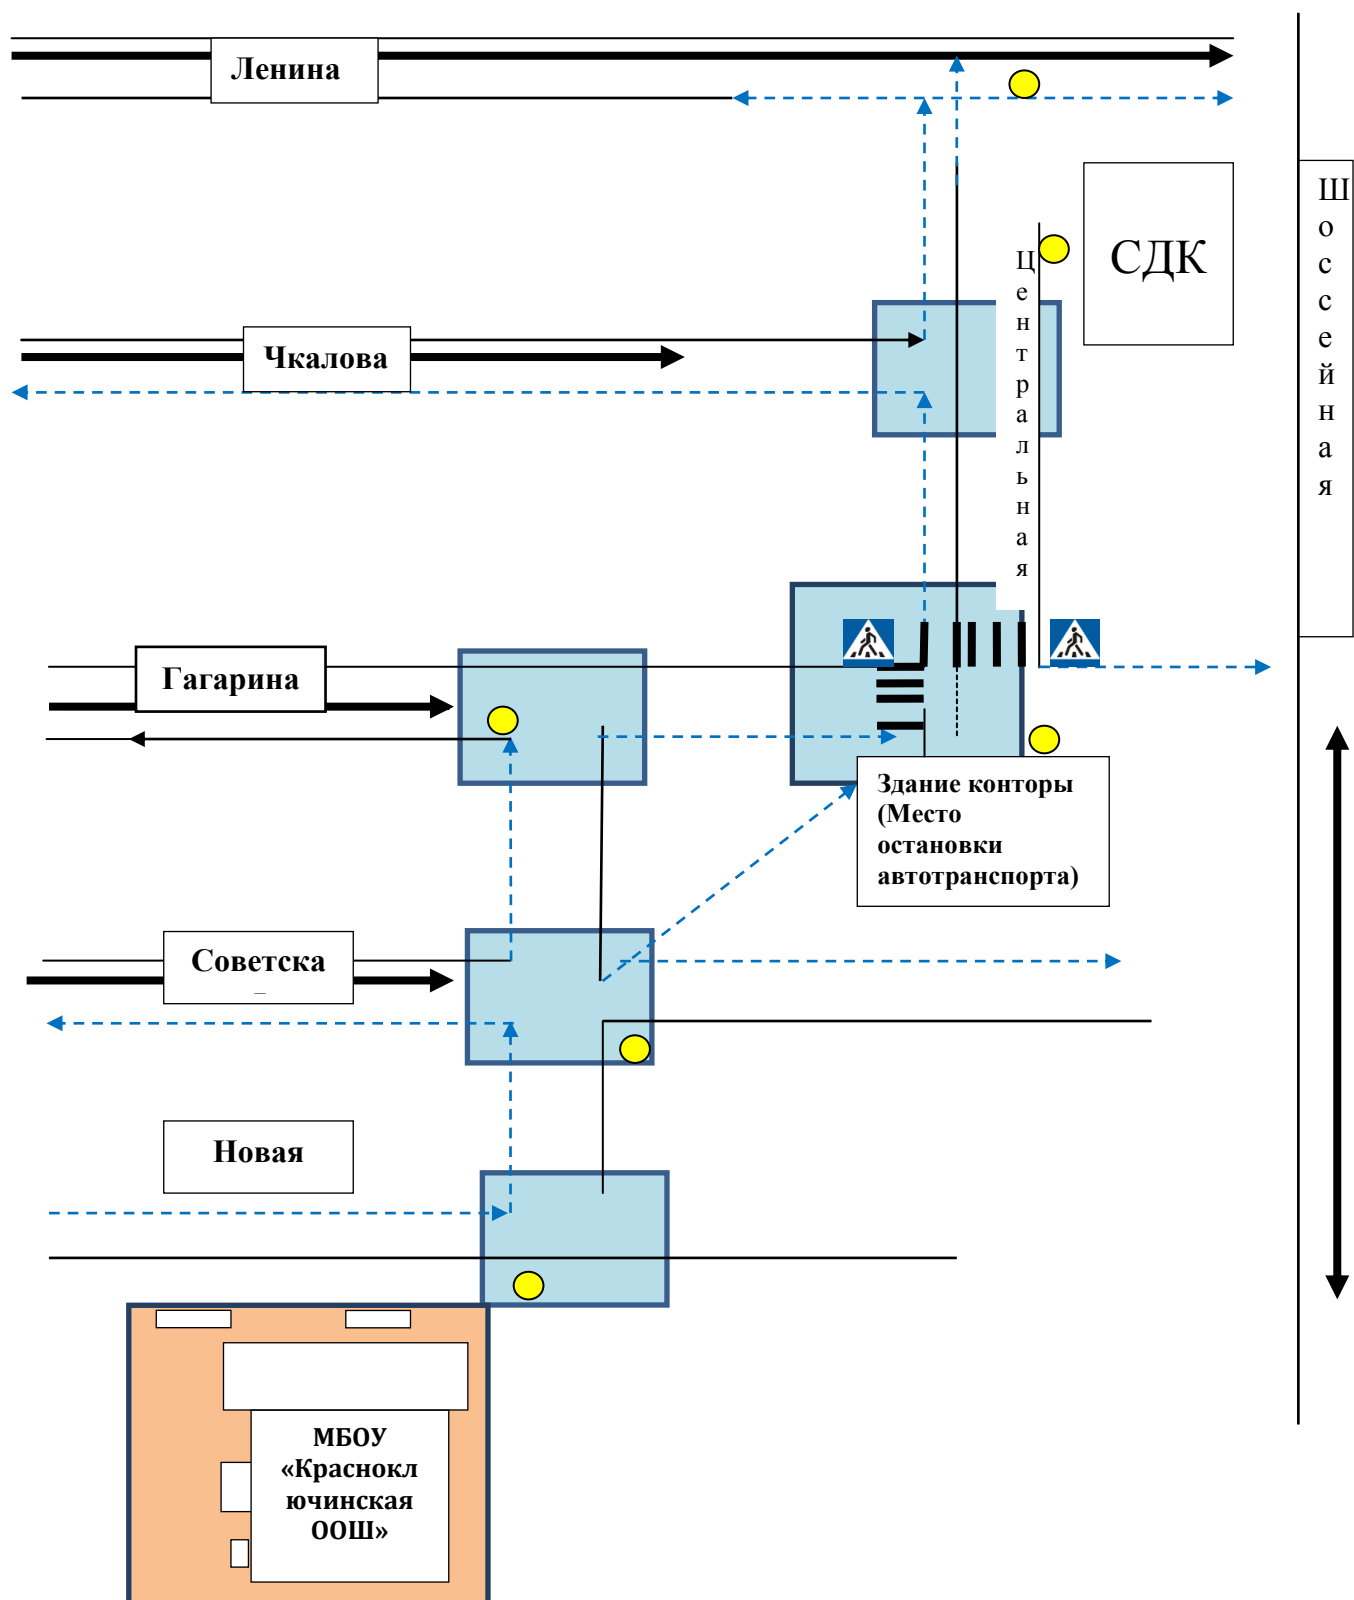 Ленина
СДК
Центральная
Шоссейная
Чкалова
Гагарина
Здание конторы
(Место
остановки
автотранспорта)
Советска
Новая
МБОУ
«Краснокл
ючинская
ООШ»